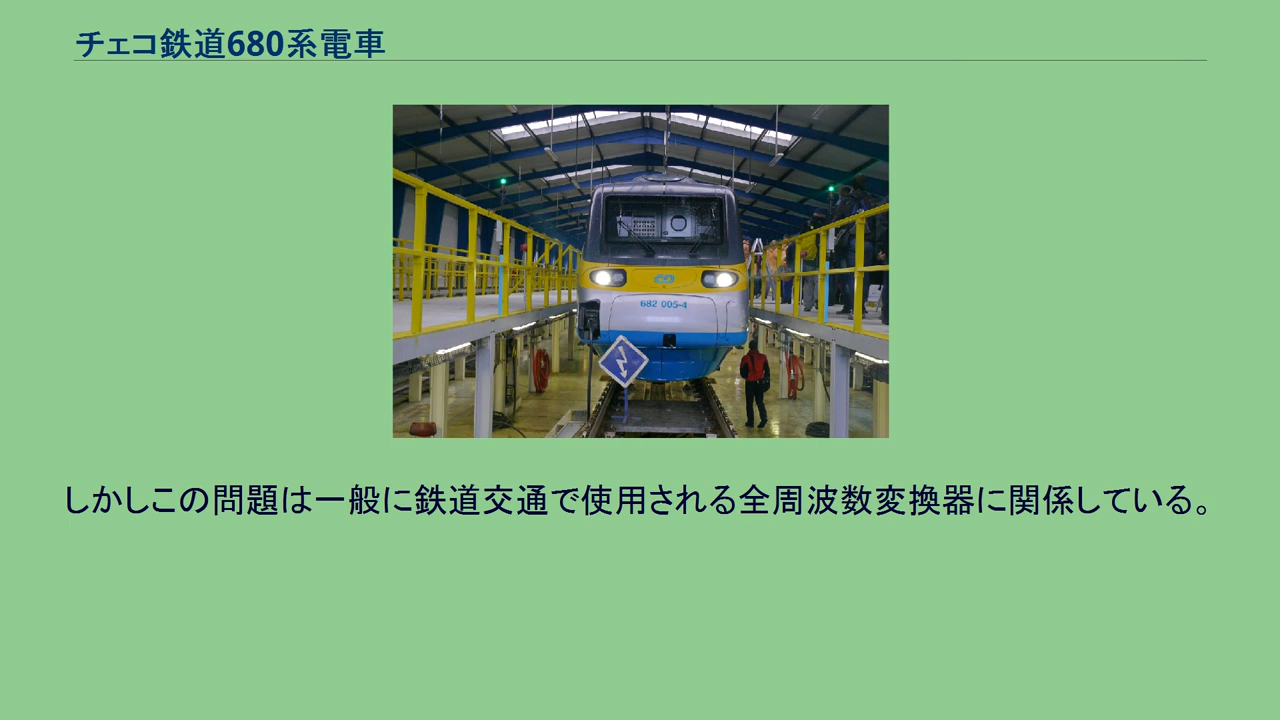 チェコ鉄道680系電車
682 005-4
しかしこの問題は一般に鉄道交通で使用される全周波数変換器に関係している。